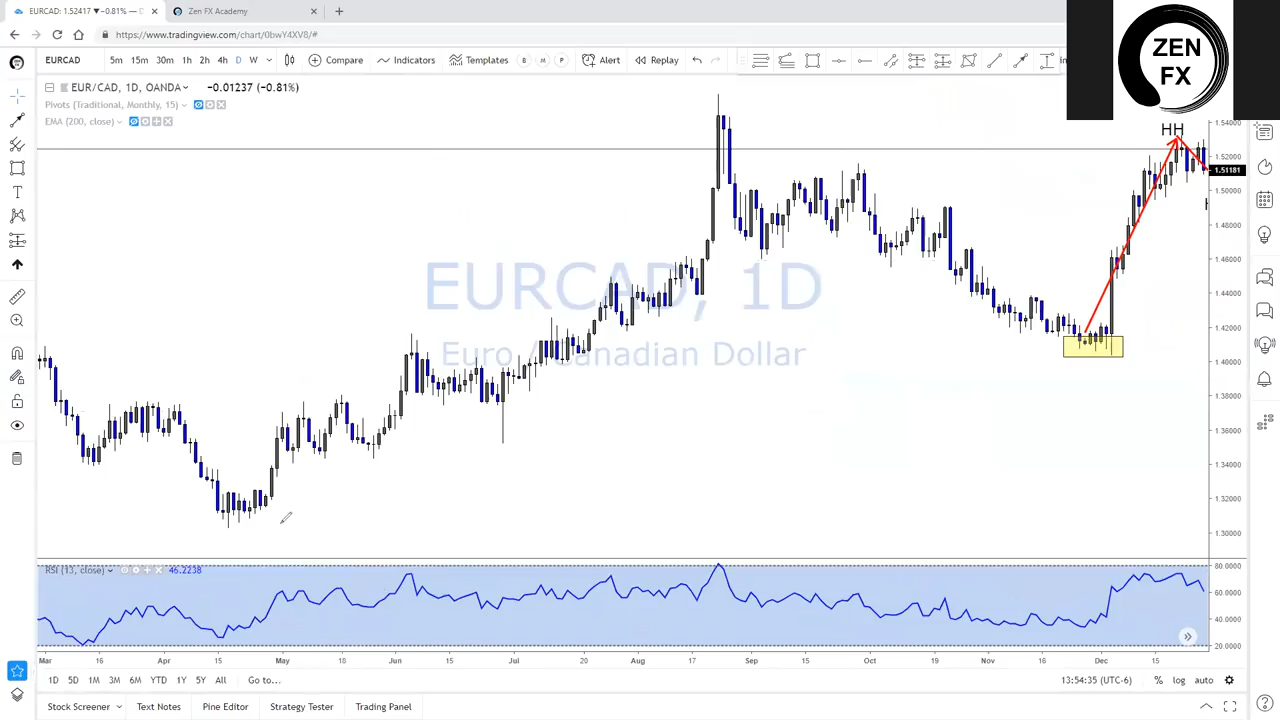 EURCAD: 1.52417 ▼−0.81% —
Zen FX Academy
https://www.tradingview.com/chart/0bwY4XV8/#
ZEN
FX
EURCAD 5m 15m 30m 1h 2h 4h D W Compare Indicators Templates B M P Alert Replay
EUR/CAD, 1D, OANDA −0.01237 (−0.81%)
Pivots (Traditional, Monthly, 15)
EMA (200, close)
HH
1.54000
1.52000
1.51181
1.50000
1.48000
1.46000
1.44000
1.42000
1.40000
1.38000
1.36000
1.34000
1.32000
1.30000
EURCAD, 1D
Euro / Canadian Dollar
RSI (13, close) 46.2238
80.0000
60.0000
40.0000
20.0000
Mar 16 Apr 15 May 18 Jun 15 Jul 20 Aug 17 Sep 15 Oct 19 Nov 16 Dec 15
1D 5D 1M 3M 6M YTD 1Y 5Y All Go to... 13:54:35 (UTC-6) % log auto
Stock Screener Text Notes Pine Editor Strategy Tester Trading Panel